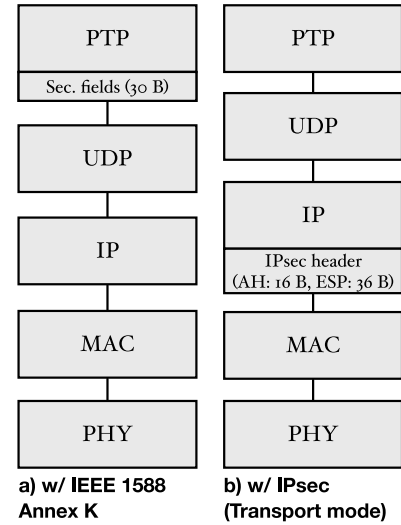 PTP
Sec. fields (30 B)
UDP
IP
MAC
PHY
a) w/ IEEE 1588
Annex K
PTP
UDP
IP
IPsec header
(AH: 16 B, ESP: 36 B)
MAC
PHY
b) w/ IPsec
(Transport mode)